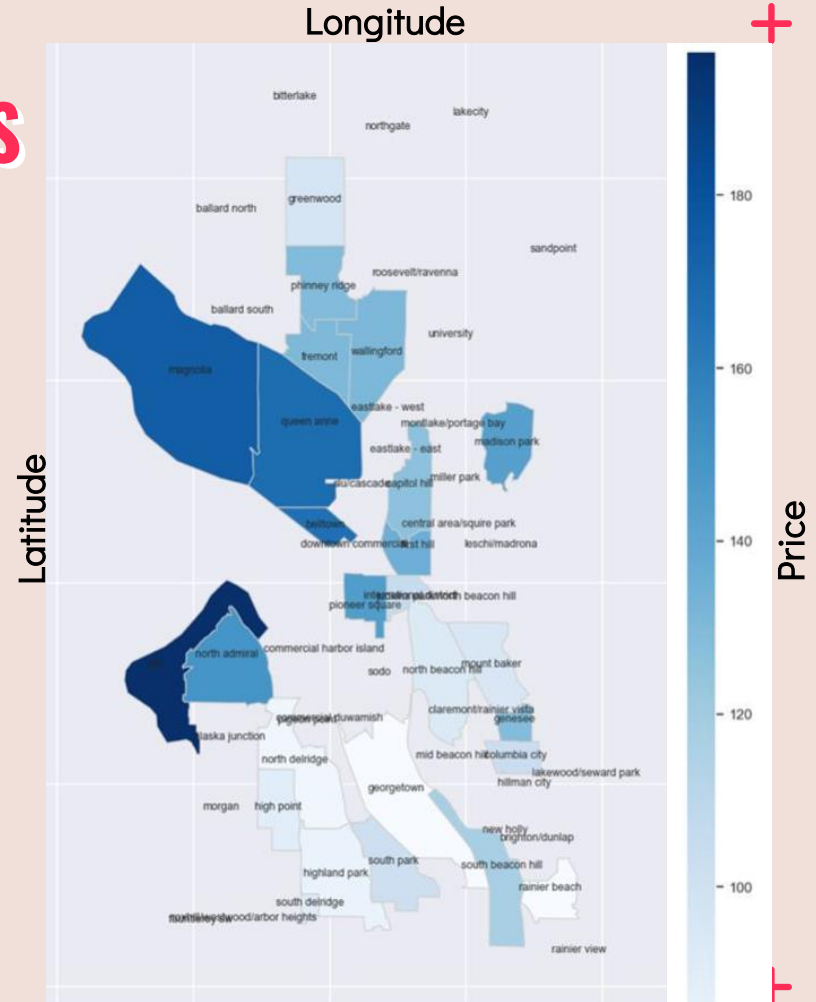 Longitude
s
bitterlake
lakecity
northgate
180
greenwood
ballard north
sandpoint
roosevelt/ravenna
phinney ridge
ballard south
university
wallingford
fremont
160
magnolia
eastlake - west
queen anne
montlake/portage bay
madison park
eastlake - east
miller park
capitol hill
central area/squire park
belltown
downtown commercial
first hill
leschi/madrona
140
Latitude
Price
north beacon hill
pioneer square
commercial harbor island
north admiral
mount baker
north beacon hill
sodo
claremont/rainier vista
genesee
120
alaska junction
mid beacon hill
columbia city
north delridge
lakewood/seward park
hillman city
georgetown
morgan
high point
new holly
brighton/dunlap
south park
south beacon hill
highland park
rainier beach
100
south delridge
rainier view